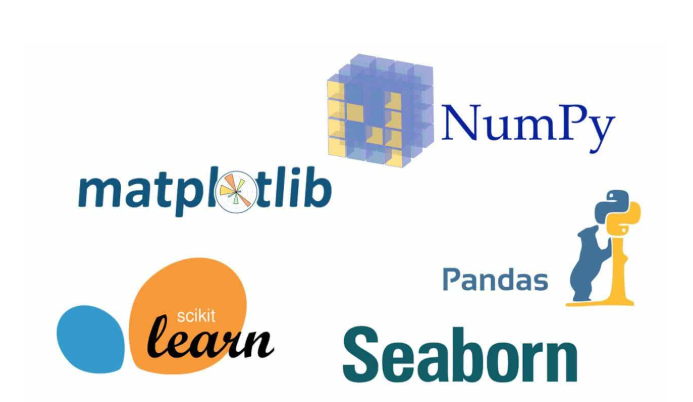 NumPy
matplotlib
Pandas
scikit
learn
Seaborn